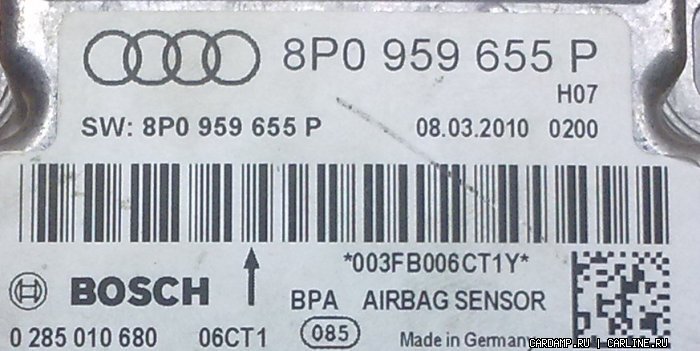 8P0 959 655 P
H07
SW: 8P0 959 655 P 08.03.2010 0200
*003FB006CT1Y*
BOSCH BPA AIRBAG SENSOR
0 285 010 680 06CT1 085 Made in Germany
CARDAMP.RU | CARLINE.RU